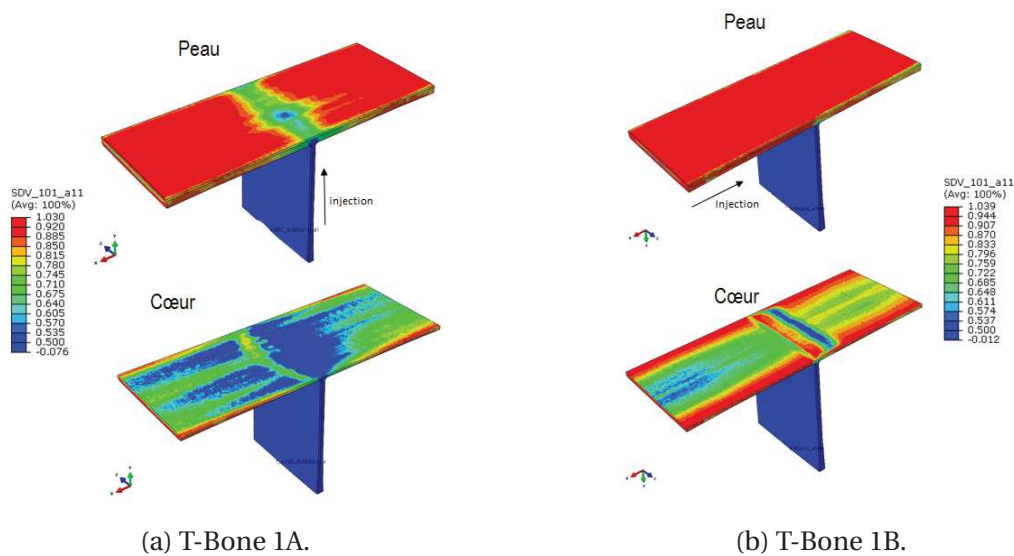 Peau
injection
SDV_101_a11
(Avg: 100%)
1.030
0.920
0.885
0.850
0.815
0.780
0.745
0.710
0.675
0.640
0.605
0.570
0.535
0.500
-0.076
Cœur
(a) T-Bone 1A.
Peau
Injection
SDV_101_a11
(Avg: 100%)
1.039
0.944
0.907
0.870
0.833
0.796
0.759
0.722
0.685
0.648
0.611
0.574
0.537
0.500
-0.012
Cœur
(b) T-Bone 1B.